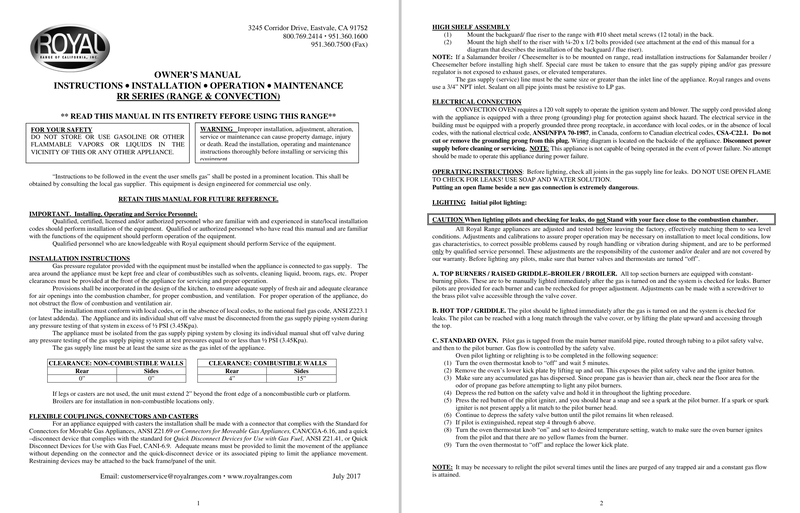 ROYAL
RANGE OF CALIFORNIA, INC.
3245 Corridor Drive, Eastvale, CA 91752
800.769.2414 • 951.360.1600
951.360.7500 (Fax)
OWNER'S MANUAL
INSTRUCTIONS • INSTALLATION • OPERATION • MAINTENANCE
RR SERIES (RANGE & CONVECTION)
** READ THIS MANUAL IN ITS ENTIRETY FEFORE USING THIS RANGE**
FOR YOUR SAFETY
DO NOT STORE OR USE GASOLINE OR OTHER
FLAMMABLE VAPORS OR LIQUIDS IN THE
VICINITY OF THIS OR ANY OTHER APPLIANCE.
WARNING Improper installation, adjustment, alteration,
service or maintenance can cause property damage, injury
or death. Read the installation, operating and maintenance
instructions thoroughly before installing or servicing this
equipment
"Instructions to be followed in the event the user smells gas" shall be posted in a prominent location. This shall be
obtained by consulting the local gas supplier. This equipment is design engineered for commercial use only.
RETAIN THIS MANUAL FOR FUTURE REFERENCE.
IMPORTANT, Installing, Operating and Service Personnel:
Qualified, certified, licensed and/or authorized personnel who are familiar with and experienced in state/local installation
codes should perform installation of the equipment. Qualified or authorized personnel who have read this manual and are familiar
with the functions of the equipment should perform operation of the equipment.
Qualified personnel who are knowledgeable with Royal equipment should perform Service of the equipment.
INSTALLATION INSTRUCTIONS
Gas pressure regulator provided with the equipment must be installed when the appliance is connected to gas supply. The
area around the appliance must be kept free and clear of combustibles such as solvents, cleaning liquid, broom, rags, etc. Proper
clearances must be provided at the front of the appliance for servicing and proper operation.
Provisions shall be incorporated in the design of the kitchen, to ensure adequate supply of fresh air and adequate clearance
for air openings into the combustion chamber, for proper combustion, and ventilation. For proper operation of the appliance, do
not obstruct the flow of combustion and ventilation air.
The installation must conform with local codes, or in the absence of local codes, to the national fuel gas code, ANSI Z223.1
(or latest addenda). The Appliance and its individual shut off valve must be disconnected from the gas supply piping system during
any pressure testing of that system in excess of ½ PSI (3.45Kpa).
The appliance must be isolated from the gas supply piping system by closing its individual manual shut off valve during
any pressure testing of the gas supply piping system at test pressures equal to or less than ½ PSI (3.45Kpa).
The gas supply line must be at least the same size as the gas inlet of the appliance.
CLEARANCE: NON-COMBUSTIBLE WALLS
Rear Sides
0" 0"
CLEARANCE: COMBUSTIBLE WALLS
Rear Sides
4" 15"
If legs or casters are not used, the unit must extend 2" beyond the front edge of a noncombustible curb or platform.
Broilers are for installation in non-combustible locations only.
FLEXIBLE COUPLINGS, CONNECTORS AND CASTERS
For an appliance equipped with casters the installation shall be made with a connector that complies with the Standard for
Connectors for Movable Gas Appliances, ANSI Z21.69 or Connectors for Moveable Gas Appliances, CAN/CGA-6.16, and a quick
–disconnect device that complies with the standard for Quick Disconnect Devices for Use with Gas Fuel, ANSI Z21.41, or Quick
Disconnect Devices for Use with Gas Fuel, CAN1-6.9. Adequate means must be provided to limit the movement of the appliance
without depending on the connector and the quick-disconnect device or its associated piping to limit the appliance movement.
Restraining devices may be attached to the back frame/panel of the unit.
Email: customerservice@royalranges.com • www.royalranges.com July 2017
1
HIGH SHELF ASSEMBLY
(1) Mount the backguard/ flue riser to the range with #10 sheet metal screws (12 total) in the back.
(2) Mount the high shelf to the riser with ¼-20 x 1/2 bolts provided (see attachment at the end of this manual for a
diagram that describes the installation of the backguard / flue riser).
NOTE: If a Salamander Broiler / Cheesemelter is to be mounted on range, read installation instructions for Salamander broiler /
Cheesemelter before installing high shelf. Special care must be taken to ensure that the gas supply piping and/or gas pressure
regulator is not exposed to exhaust gases, or elevated temperatures.
The gas supply (service) line must be the same size or greater than the inlet line of the appliance. Royal ranges and ovens
use a 3/4" NPT inlet. Sealant on all pipe joints must be resistive to LP gas.
ELECTRICAL CONNECTION
CONVECTION OVEN requires a 120 volt supply to operate the ignition system and blower. The supply cord provided along
with the appliance is equipped with a three prong (grounding) plug for protection against shock hazard. The electrical service in the
building must be equipped with a properly grounded three prong receptacle, in accordance with local codes, or in the absence of local
codes, with the national electrical code, ANSI/NFPA 70-1987, in Canada, conform to Canadian electrical codes, CSA-C22.1. Do not
cut or remove the grounding prong from this plug. Wiring diagram is located on the backside of the appliance. Disconnect power
supply before cleaning or servicing. NOTE: This appliance is not capable of being operated in the event of power failure. No attempt
should be made to operate this appliance during power failure.
OPERATING INSTRUCTIONS: Before lighting, check all joints in the gas supply line for leaks. DO NOT USE OPEN FLAME
TO CHECK FOR LEAKS! USE SOAP AND WATER SOLUTION.
Putting an open flame beside a new gas connection is extremely dangerous.
LIGHTING Initial pilot lighting:
CAUTION When lighting pilots and checking for leaks, do not Stand with your face close to the combustion chamber.
All Royal Range appliances are adjusted and tested before leaving the factory, effectively matching them to sea level
conditions. Adjustments and calibrations to assure proper operation may be necessary on installation to meet local conditions, low
gas characteristics, to correct possible problems caused by rough handling or vibration during shipment, and are to be performed
only by qualified service personnel. These adjustments are the responsibility of the customer and/or dealer and are not covered by
our warranty. Before lighting any pilots, make sure that burner valves and thermostats are turned "off".
A. TOP BURNERS / RAISED GRIDDLE–BROILER / BROILER. All top section burners are equipped with constant-
burning pilots. These are to be manually lighted immediately after the gas is turned on and the system is checked for leaks. Burner
pilots are provided for each burner and can be rechecked for proper adjustment. Adjustments can be made with a screwdriver to
the brass pilot valve accessible through the valve cover.
B. HOT TOP / GRIDDLE. The pilot should be lighted immediately after the gas is turned on and the system is checked for
leaks. The pilot can be reached with a long match through the valve cover, or by lifting the plate upward and accessing through
the top.
C. STANDARD OVEN. Pilot gas is tapped from the main burner manifold pipe, routed through tubing to a pilot safety valve,
and then to the pilot burner. Gas flow is controlled by the safety valve.
Oven pilot lighting or relighting is to be completed in the following sequence:
(1) Turn the oven thermostat knob to "off" and wait 5 minutes.
(2) Remove the oven's lower kick plate by lifting up and out. This exposes the pilot safety valve and the igniter button.
(3) Make sure any accumulated gas has dispersed. Since propane gas is heavier than air, check near the floor area for the
odor of propane gas before attempting to light any pilot burners.
(4) Depress the red button on the safety valve and hold it in throughout the lighting procedure.
(5) Press the red button of the pilot igniter, and you should hear a snap and see a spark at the pilot burner. If a spark or spark
igniter is not present apply a lit match to the pilot burner head.
(6) Continue to depress the safety valve button until the pilot remains lit when released.
(7) If pilot is extinguished, repeat step 4 through 6 above.
(8) Turn the oven thermostat knob "on" and set to desired temperature setting, watch to make sure the oven burner ignites
from the pilot and that there are no yellow flames from the burner.
(9) Turn the oven thermostat to "off" and replace the lower kick plate.
NOTE: It may be necessary to relight the pilot several times until the lines are purged of any trapped air and a constant gas flow
is attained.
2